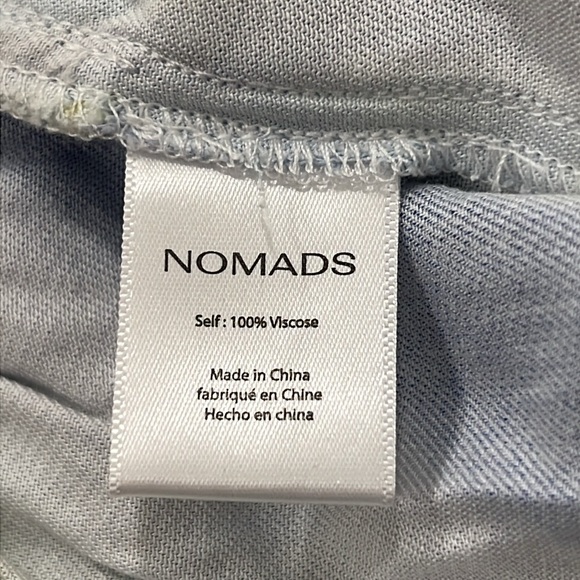 NOMADS
Self : 100% Viscose
Made in China
fabriqué en Chine
Hecho en china